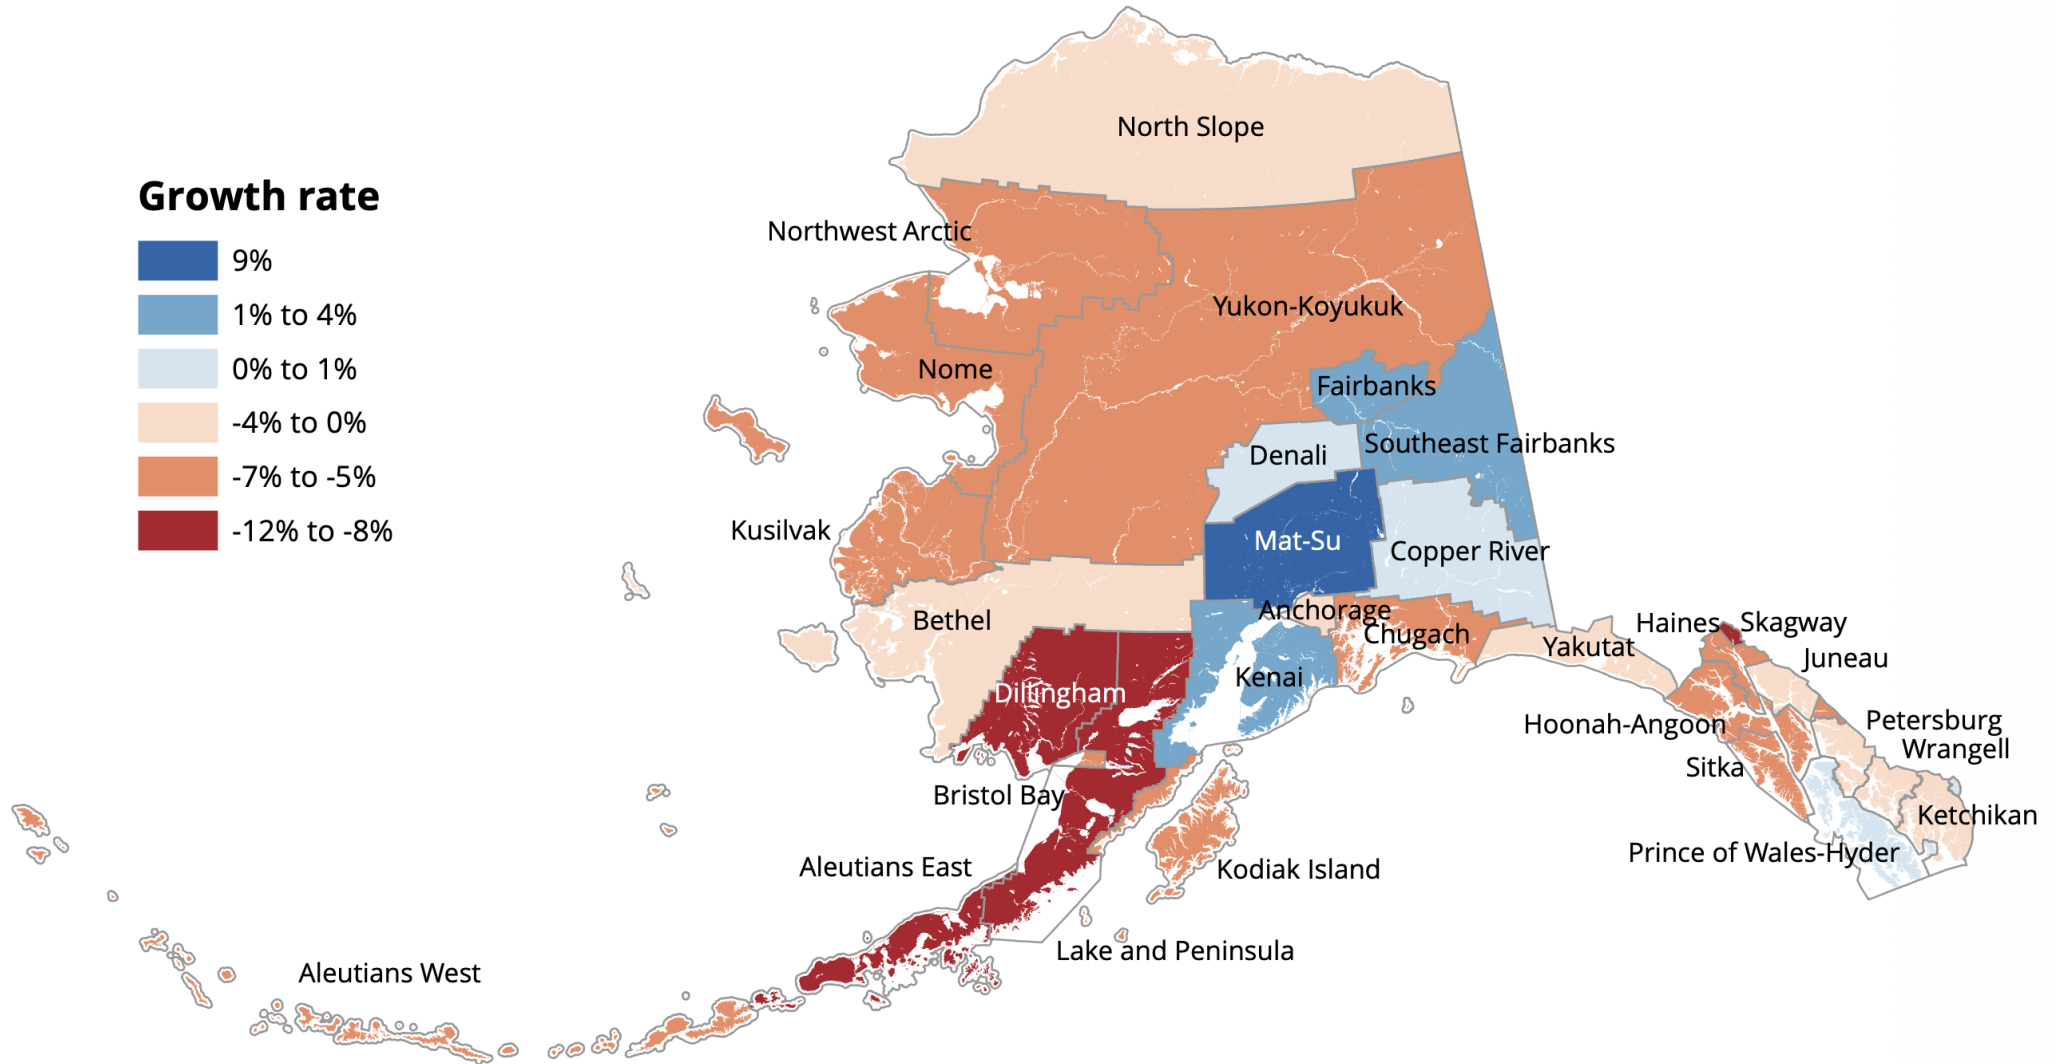 Growth rate
9%
1% to 4%
0% to 1%
-4% to 0%
-7% to -5%
-12% to -8%
North Slope
Northwest Arctic
Yukon-Koyukuk
Nome
Fairbanks
Southeast Fairbanks
Denali
Kusilvak
Mat-Su
Copper River
Anchorage
Bethel
Chugach
Haines
Skagway
Yakutat
Juneau
Kenai
Dillingham
Hoonah-Angoon
Petersburg
Wrangell
Sitka
Bristol Bay
Ketchikan
Prince of Wales-Hyder
Aleutians East
Kodiak Island
Lake and Peninsula
Aleutians West